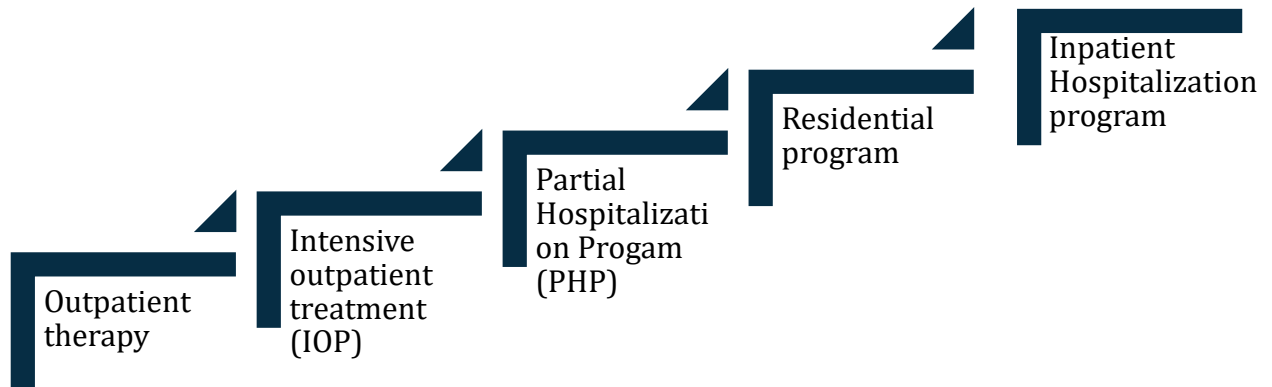 Outpatient
therapy
Intensive
outpatient
treatment
(IOP)
Partial
Hospitalizati
on Progam
(PHP)
Residential
program
Inpatient
Hospitalization
program